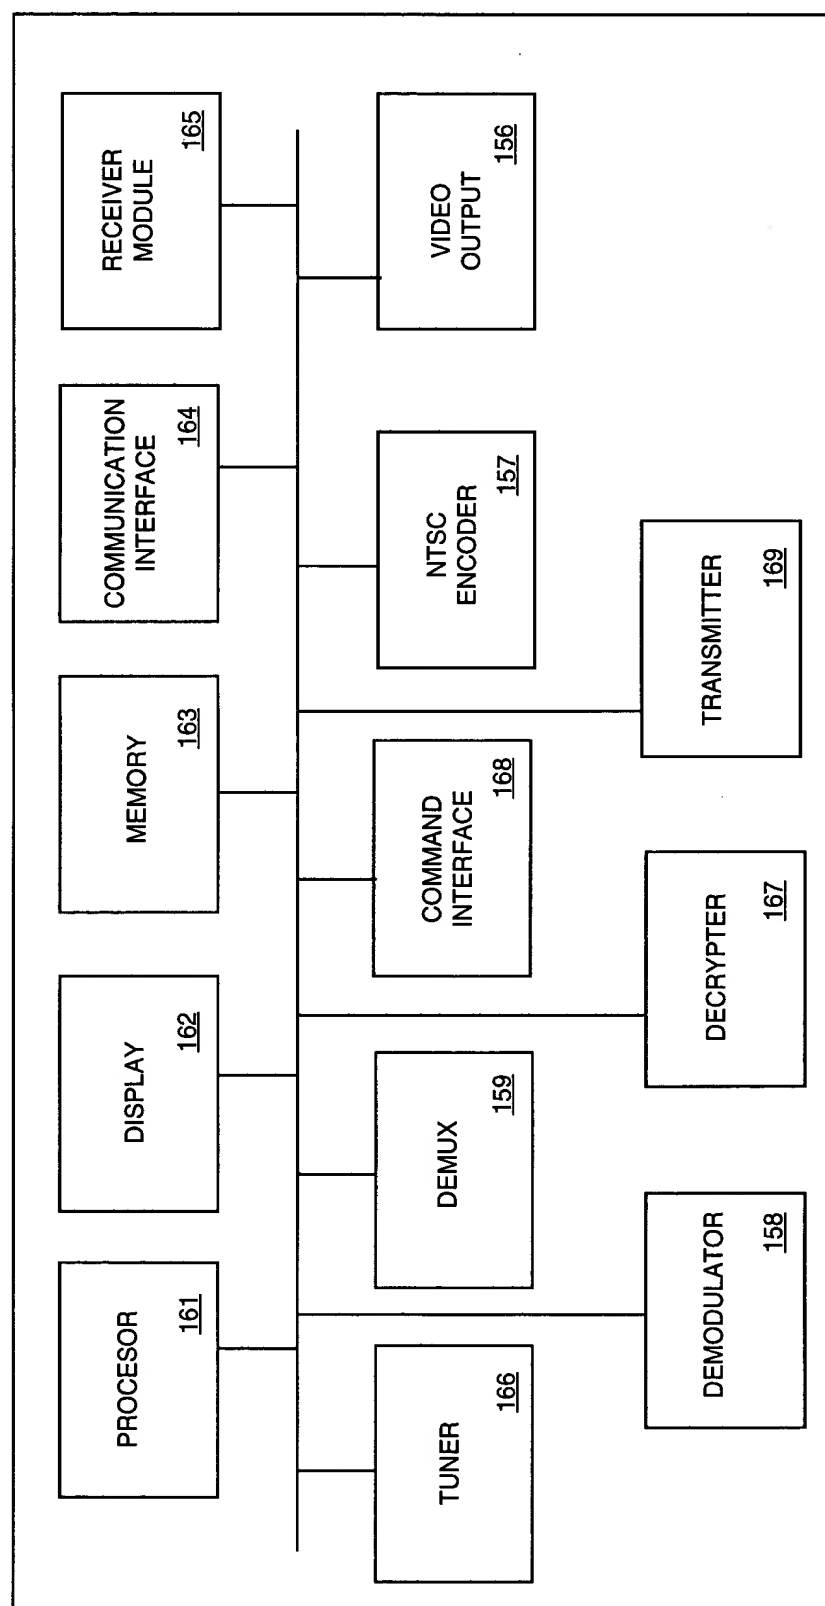 PROCESOR
161
DISPLAY
162
MEMORY
163
COMMUNICATION
INTERFACE
164
RECEIVER
MODULE
165
TUNER
166
DEMUX
159
COMMAND
INTERFACE
168
NTSC
ENCODER
157
VIDEO
OUTPUT
156
DEMODULATOR
158
DECRYPTER
167
TRANSMITTER
169